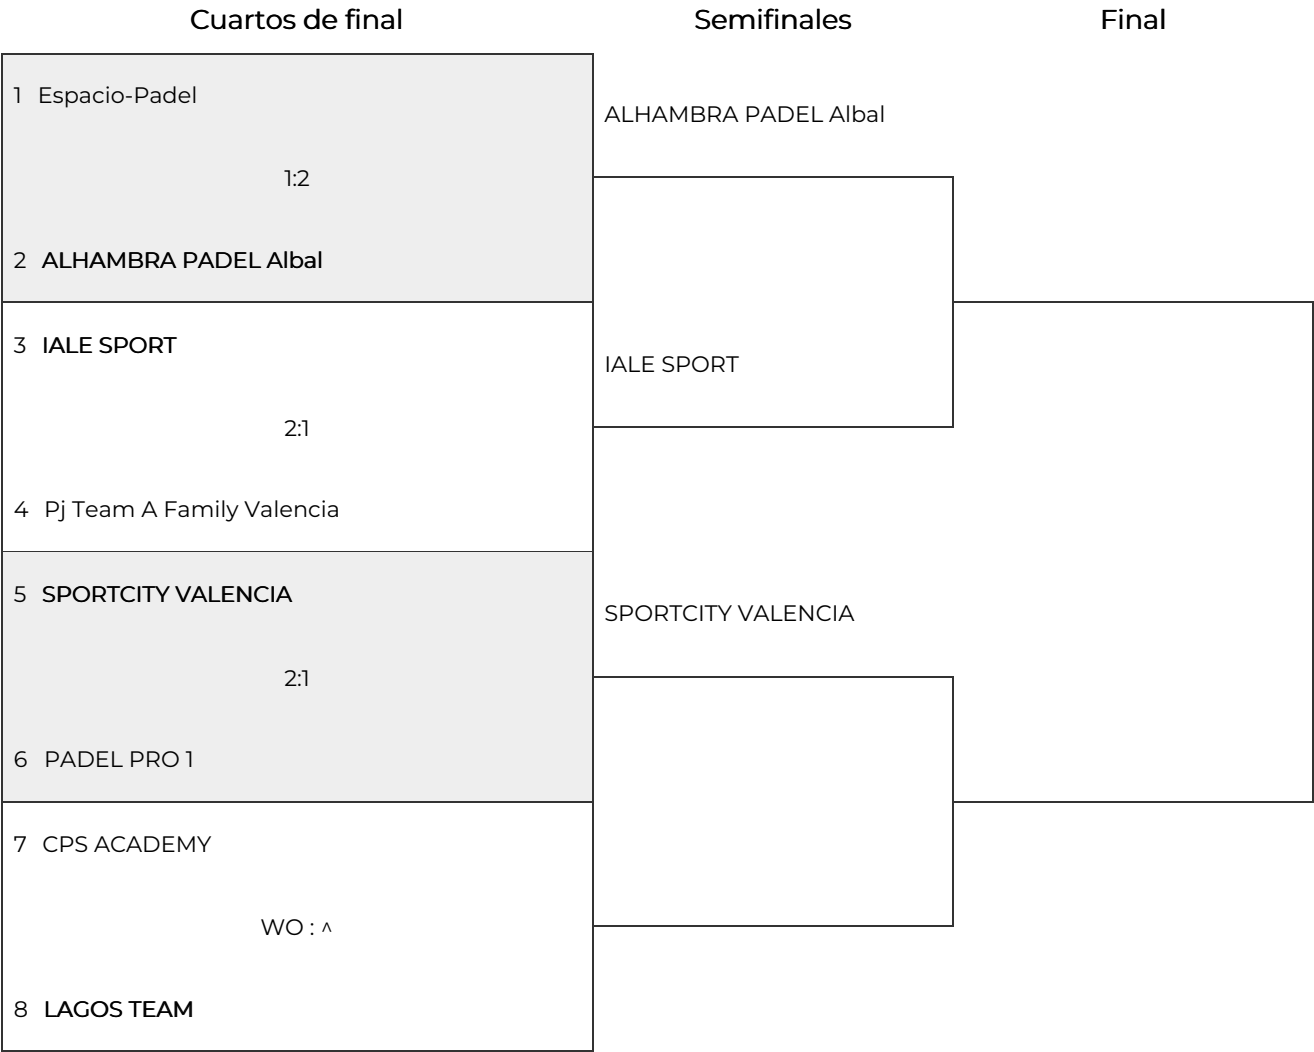 Cuartos de final
Semifinales
Final
1 Espacio-Padel
1:2
2 ALHAMBRA PADEL Albal
3 IALE SPORT
2:1
4 Pj Team A Family Valencia
5 SPORTCITY VALENCIA
2:1
6 PADEL PRO 1
7 CPS ACADEMY
WO : ^
8 LAGOS TEAM
ALHAMBRA PADEL Albal
IALE SPORT
SPORTCITY VALENCIA